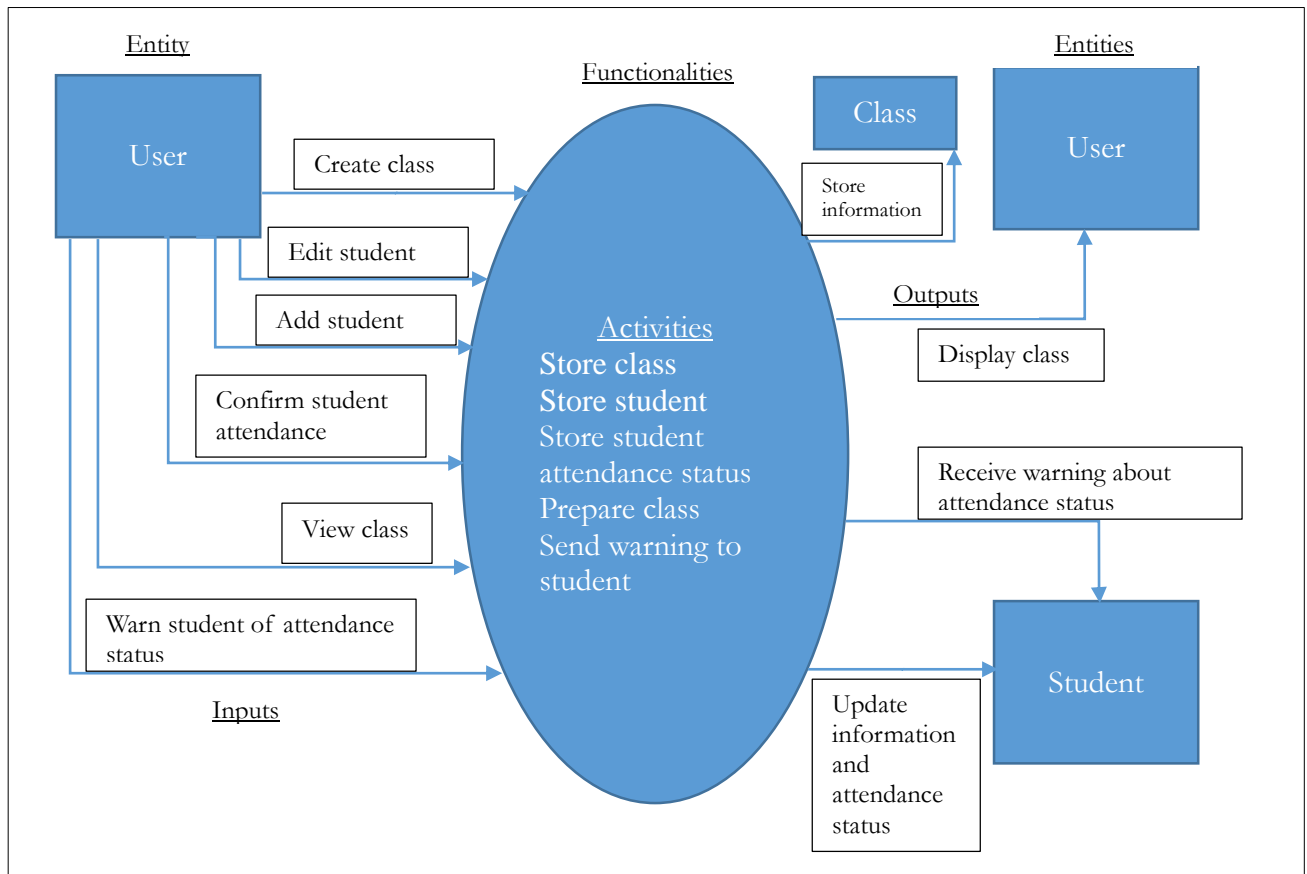 Entity
Functionalities
Entities
User
Class
User
Create class
Store
information
Edit student
Outputs
Add student
Display class
Activities
Store class
Store student
Store student
attendance status
Prepare class
Send warning to
student
Confirm student
attendance
Receive warning about
attendance status
View class
Warn student of attendance
status
Student
Update
information
and
attendance
status
Inputs